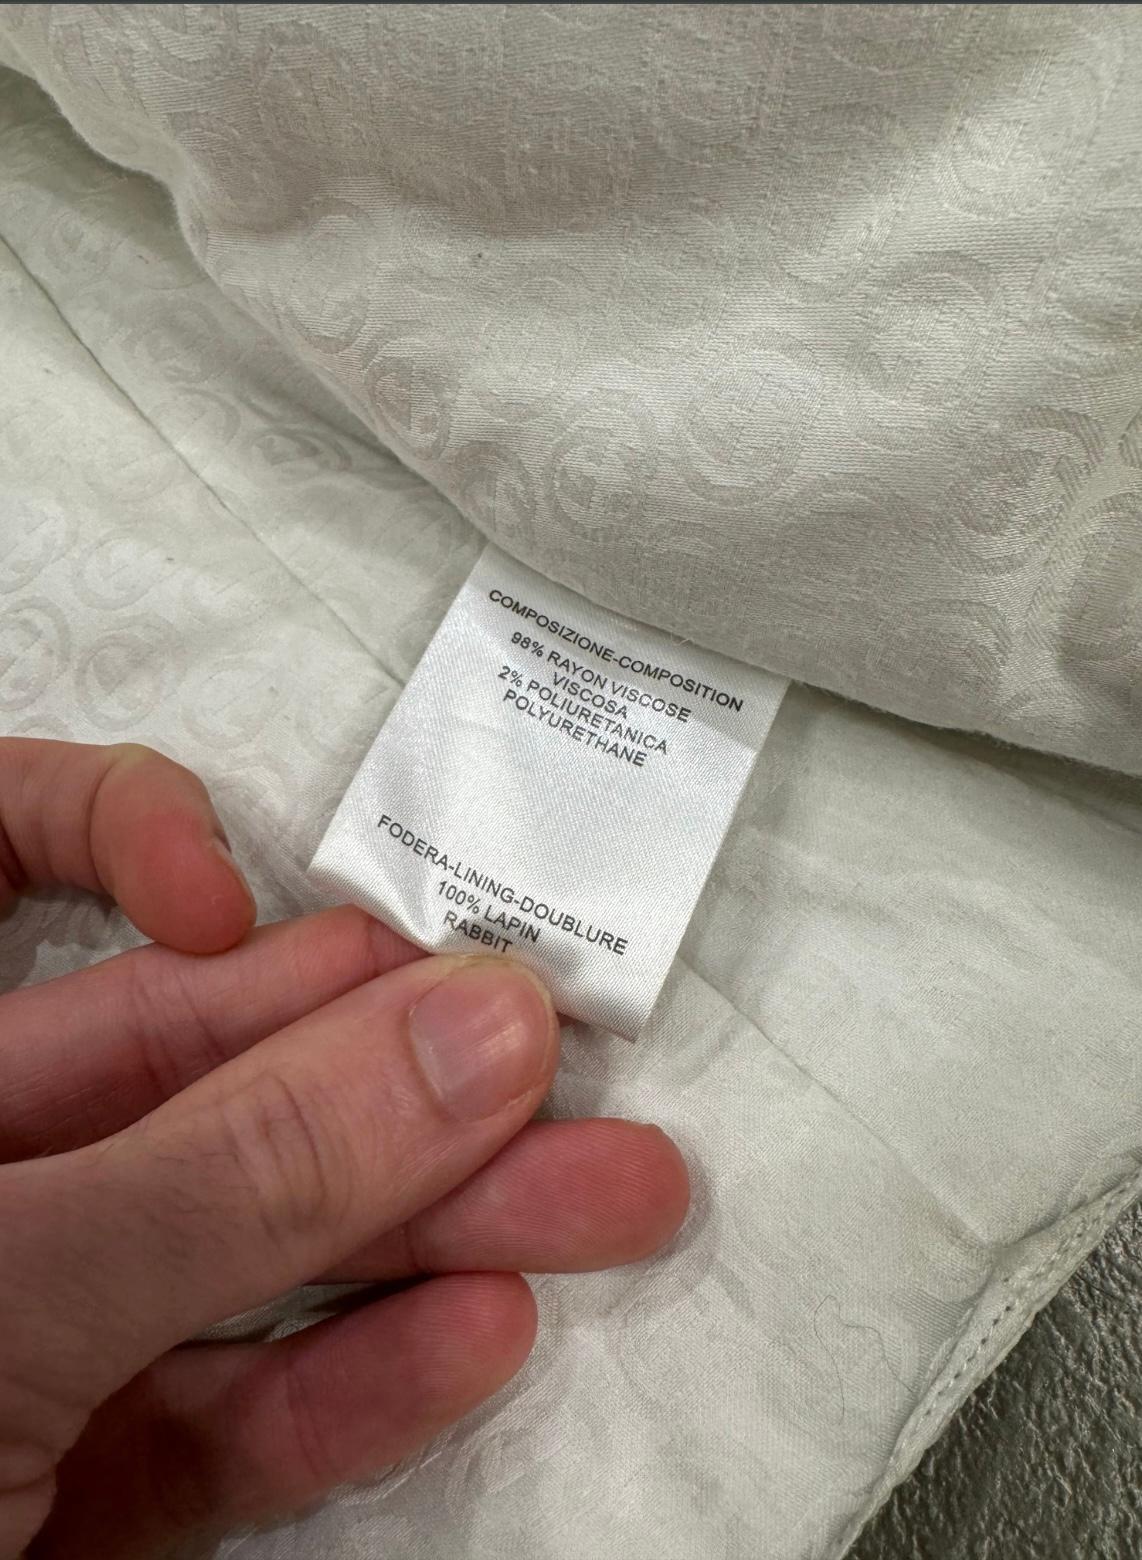 COMPOSIZIONE-COMPOSITION
98% RAYON VISCOSE
VISCOSA
2% POLIURETANICA
POLYURETHANE
FODERA-LINING-DOUBLURE
100% LAPIN
RABBIT